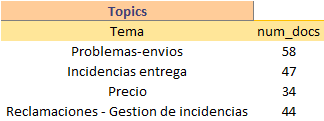 Topics
Tema num_docs
Problemas-envios 58
Incidencias entrega 47
Precio 34
Reclamaciones - Gestion de incidencias 44